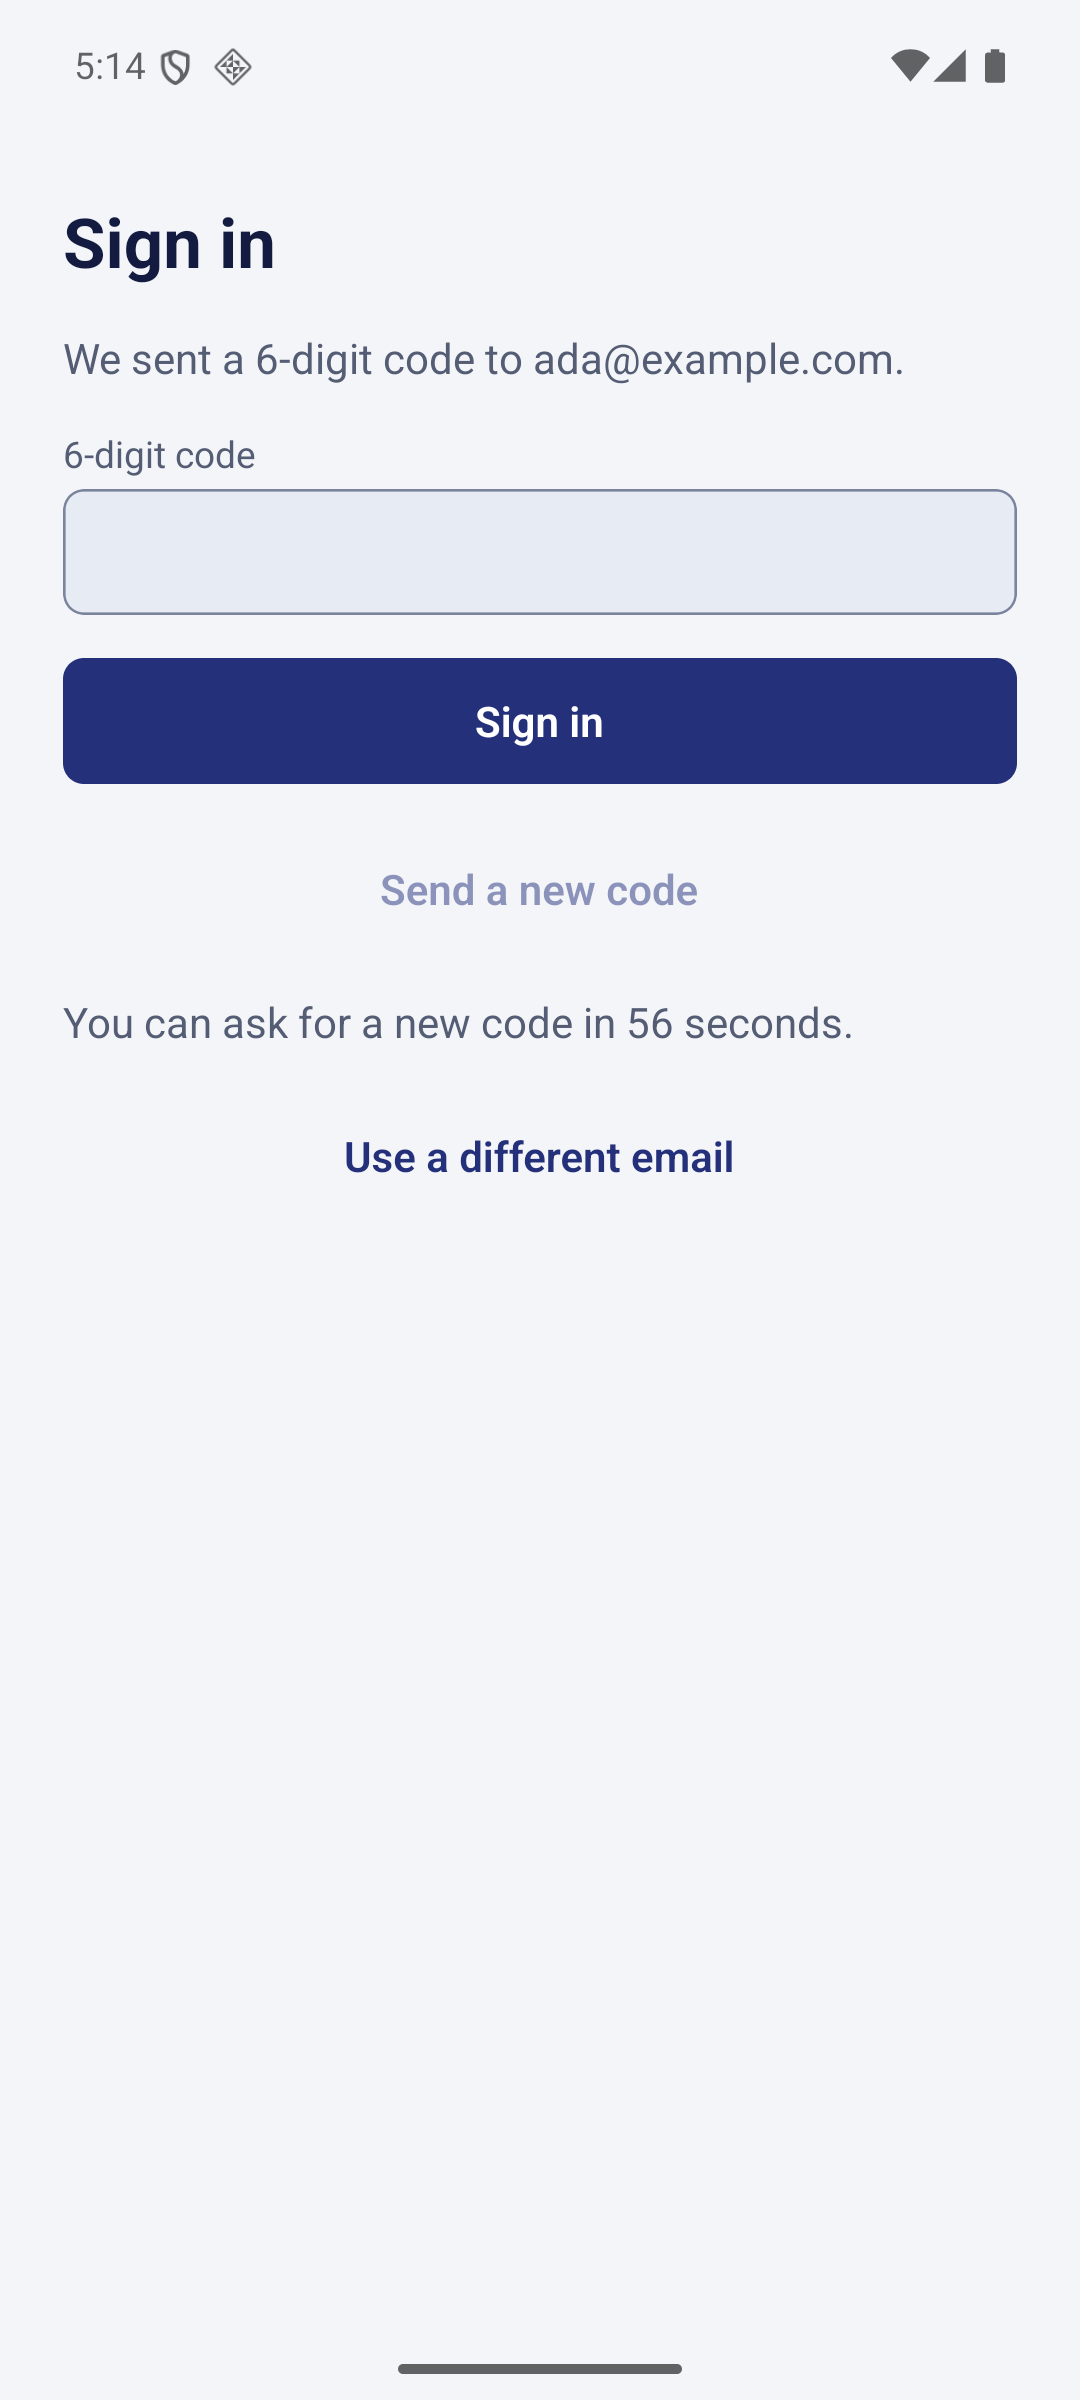 5:14
Sign in
We sent a 6-digit code to ada@example.com.
6-digit code
Sign in
Send a new code
You can ask for a new code in 56 seconds.
Use a different email